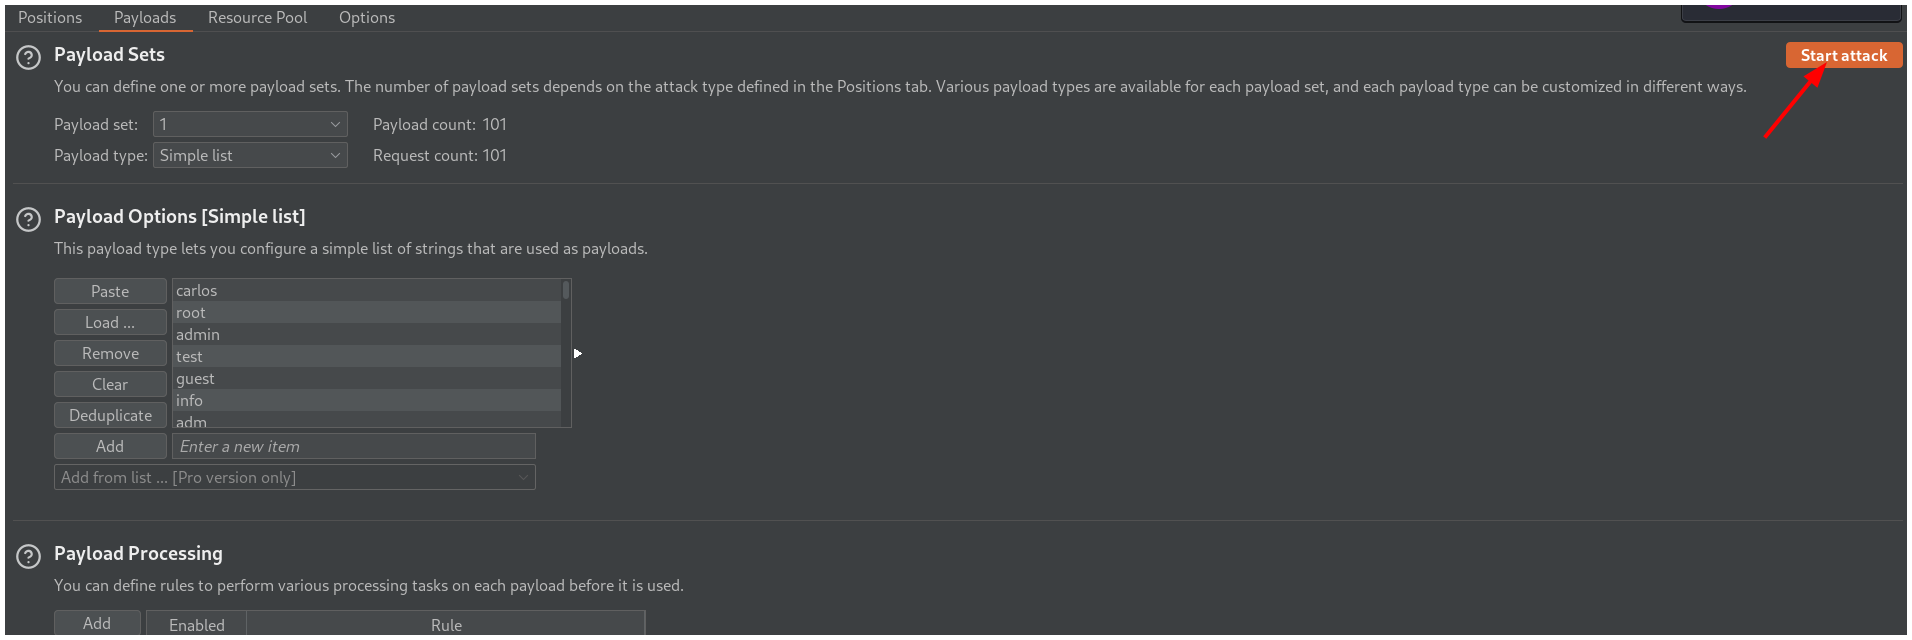 Positions Payloads Resource Pool Options
Payload Sets
Start attack
You can define one or more payload sets. The number of payload sets depends on the attack type defined in the Positions tab. Various payload types are available for each payload set, and each payload type can be customized in different ways.
Payload set: 1 Payload count: 101
Payload type: Simple list Request count: 101
Payload Options [Simple list]
This payload type lets you configure a simple list of strings that are used as payloads.
Paste
Load ...
Remove
Clear
Deduplicate
carlos
root
admin
test
guest
info
adm
Add Enter a new item
Add from list ... [Pro version only]
Payload Processing
You can define rules to perform various processing tasks on each payload before it is used.
Add Enabled Rule